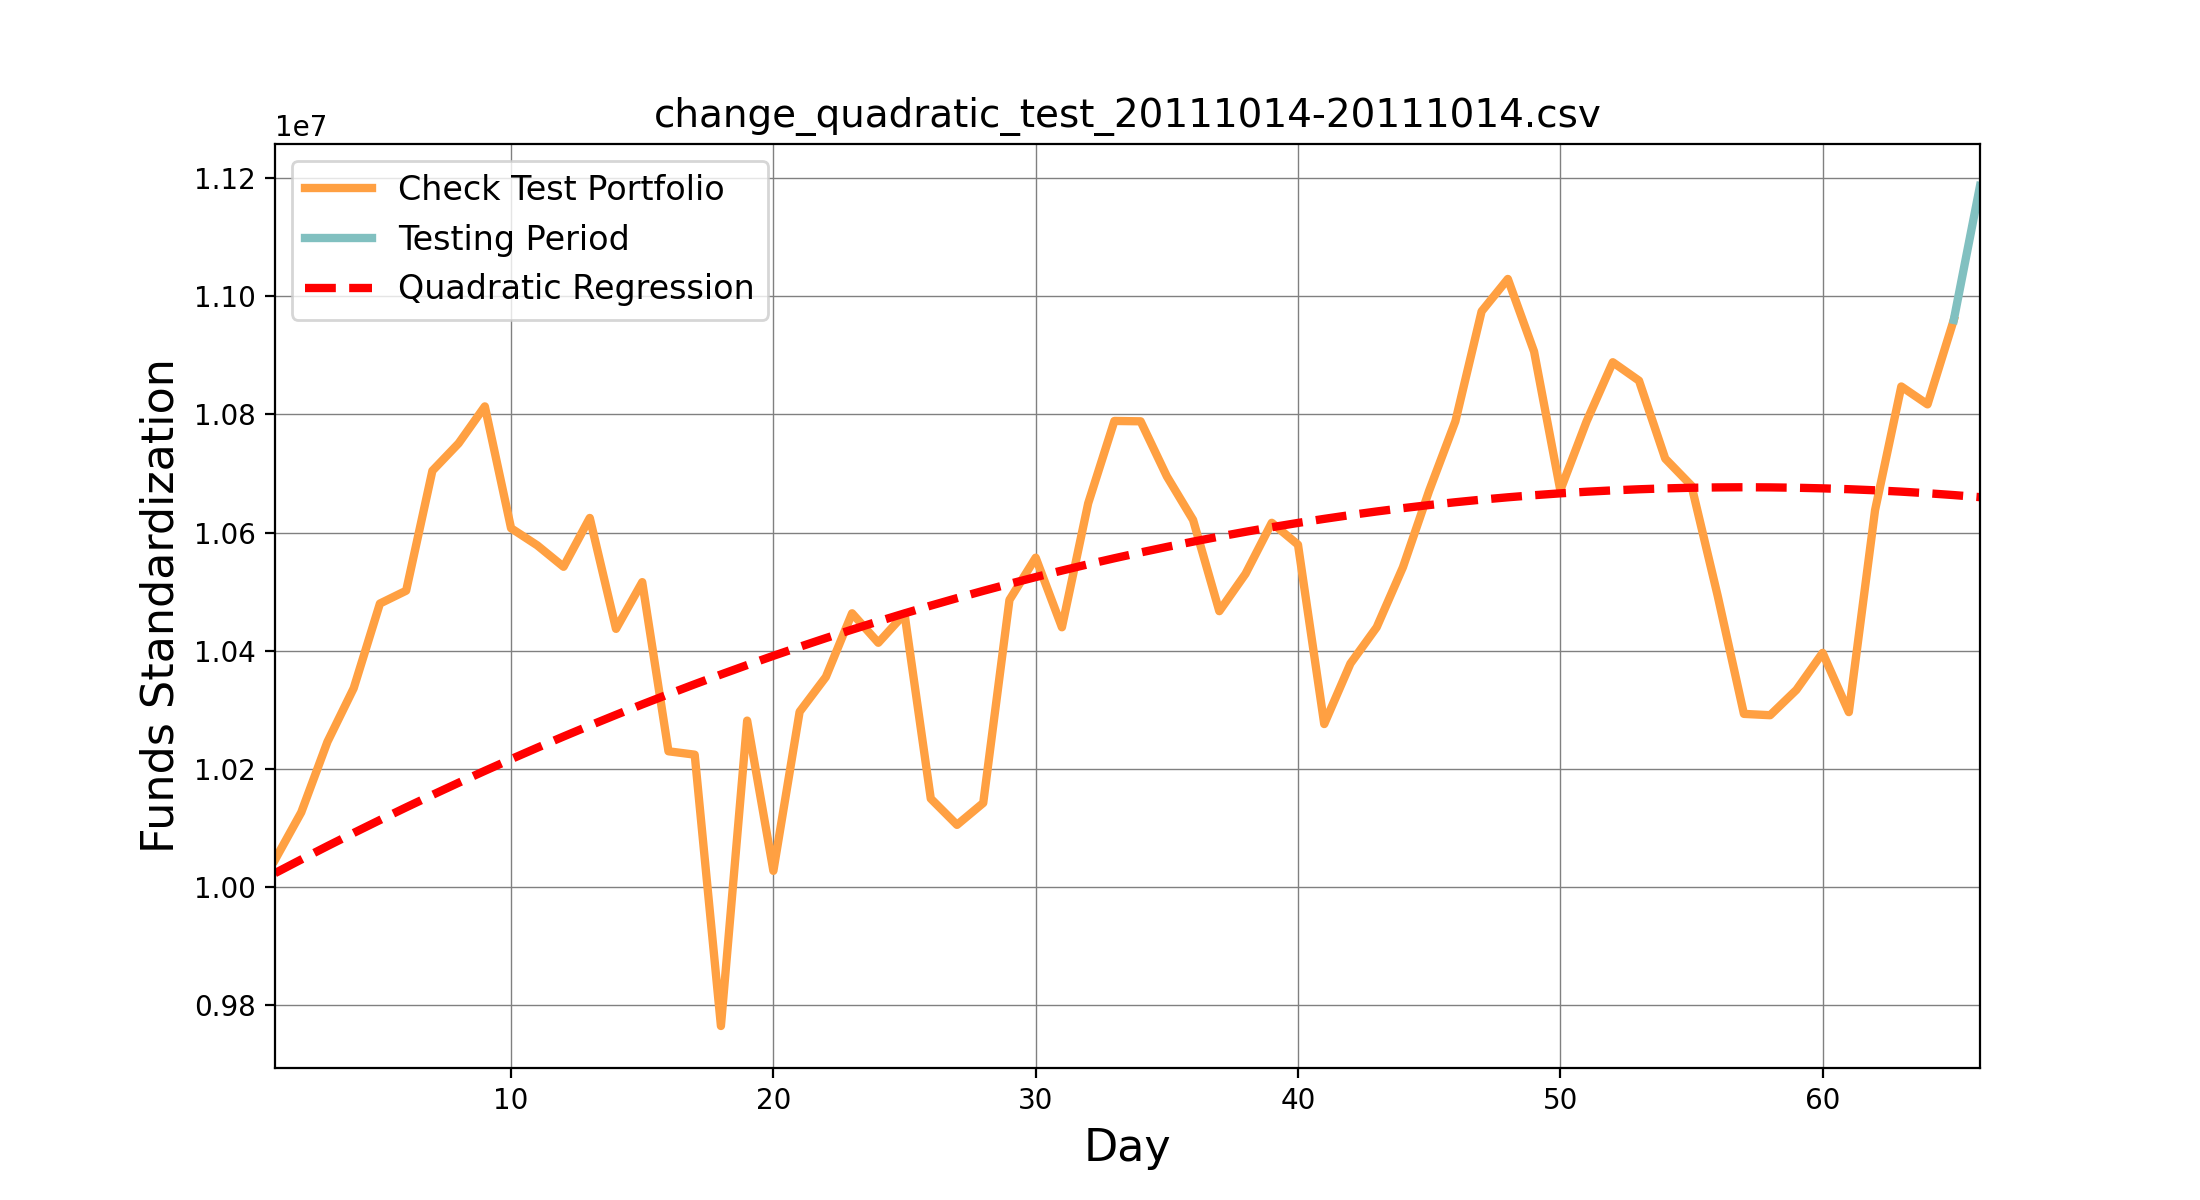 change_quadratic_test_20111014-20111014.csv
1e7
Check Test Portfolio
Testing Period
Quadratic Regression
1.12
1.10
1.08
1.06
1.04
1.02
1.00
0.98
Funds Standardization
10 20 30 40 50 60
Day